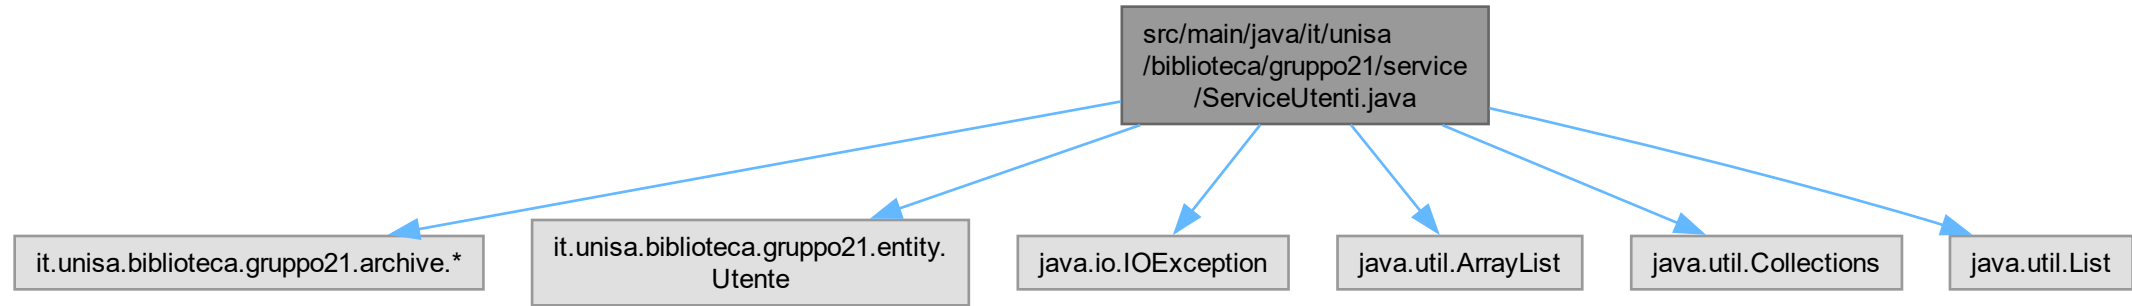 src/main/java/it/unisa
/biblioteca/gruppo21/service
/ServiceUtenti.java
it.unisa.biblioteca.gruppo21.archive.*
it.unisa.biblioteca.gruppo21.entity.
Utente
java.io.IOException
java.util.ArrayList
java.util.Collections
java.util.List